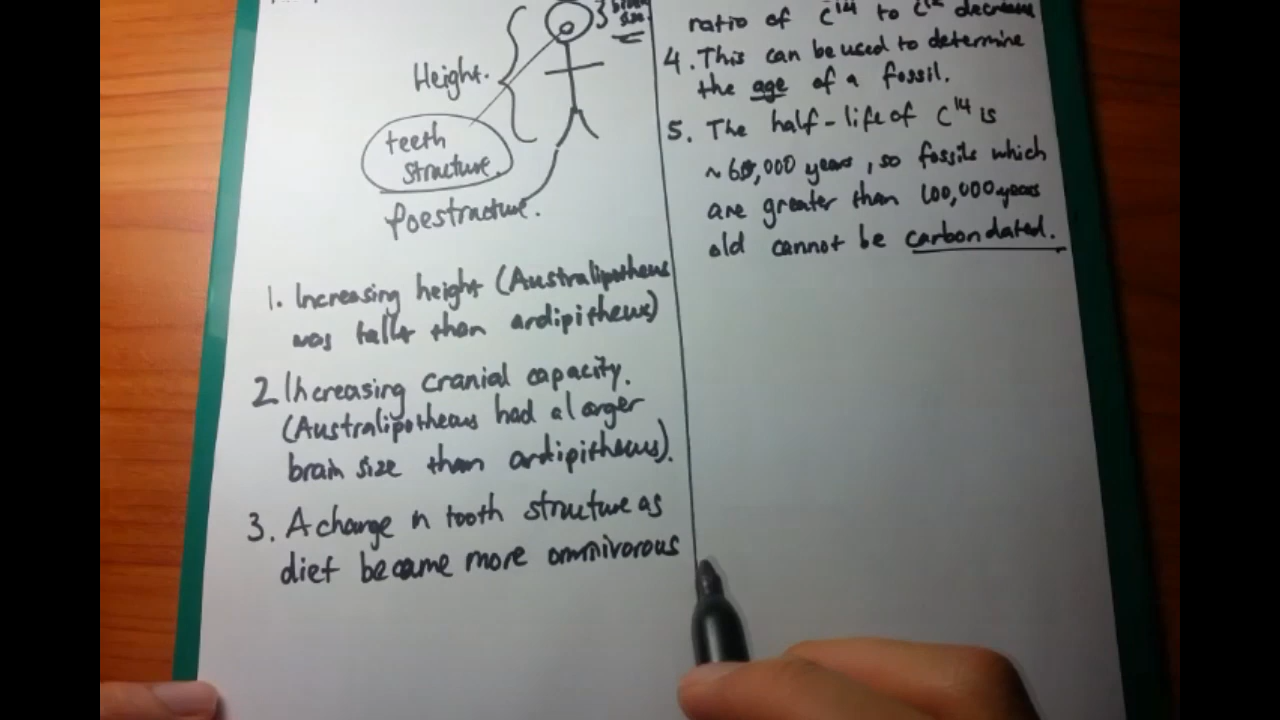 Height.
teeth
structure.
foestructure.
1. Increasing height (Australipotheus
was taller than ardipitheus)
2 Increasing cranial capacity.
(Australipotheous had a larger
brain size than ardipitheus).
3. A change in tooth structure as
diet became more omnivorous
ratio of C14 to decrease
4. This can be used to determine
the age of a fossil.
5. The half-life of C14 is
~60,000 years, so fossils which
are greater than 100,000 years
old cannot be carbondated.